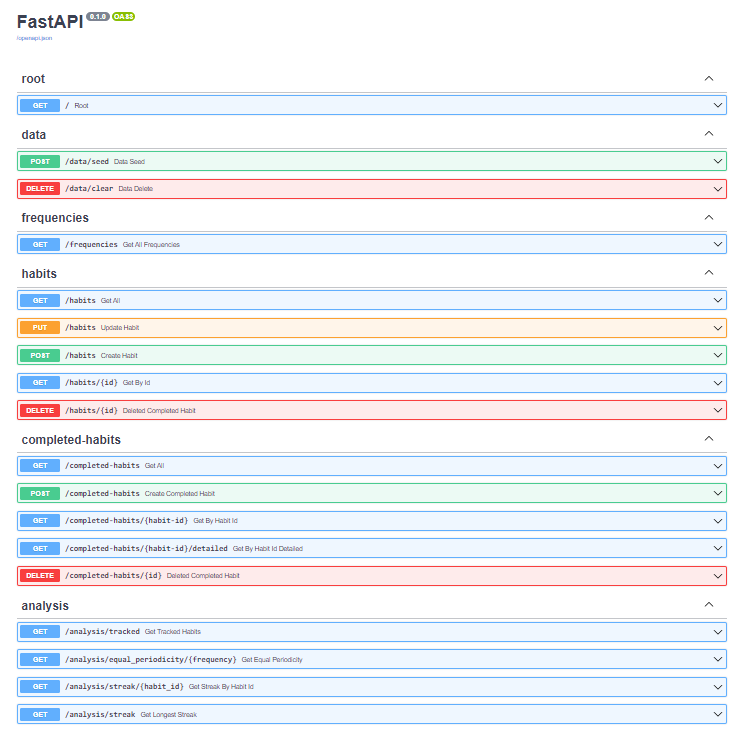 FastAPI 0.1.0 OAS3
/openapi.json
root
GET / Root
data
POST /data/seed Data Seed
DELETE /data/clear Data Delete
frequencies
GET /frequencies Get All Frequencies
habits
GET /habits Get All
PUT /habits Update Habit
POST /habits Create Habit
GET /habits/{id} Get By Id
DELETE /habits/{id} Deleted Completed Habit
completed-habits
GET /completed-habits Get All
POST /completed-habits Create Completed Habit
GET /completed-habits/{habit-id} Get By Habit Id
GET /completed-habits/{habit-id}/detailed Get By Habit Id Detailed
DELETE /completed-habits/{id} Deleted Completed Habit
analysis
GET /analysis/tracked Get Tracked Habits
GET /analysis/equal_periodicity/{frequency} Get Equal Periodicity
GET /analysis/streak/{habit_id} Get Streak By Habit Id
GET /analysis/streak Get Longest Streak